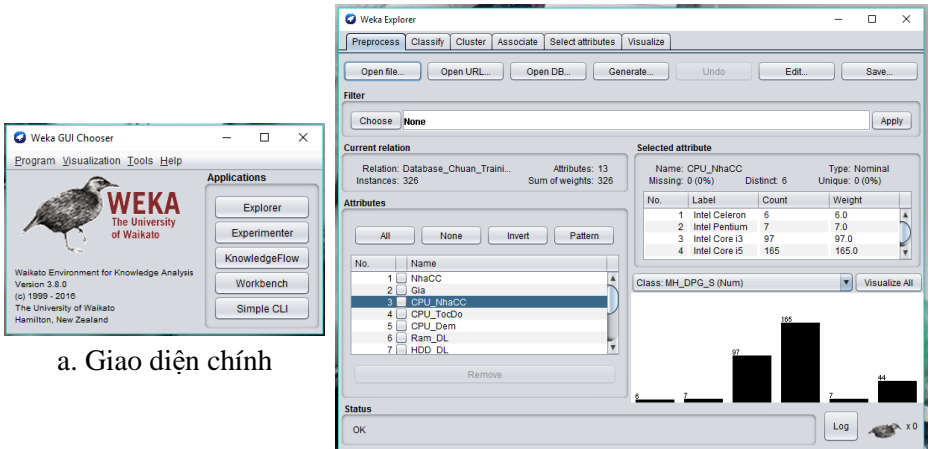 Weka GUI Chooser
Program Visualization Tools Help
WEKA
The University
of Waikato
Waikato Environment for Knowledge Analysis
Version 3.8.0
(c) 1999 - 2016
The University of Waikato
Hamilton, New Zealand
Applications
Explorer
Experimenter
KnowledgeFlow
Workbench
Simple CLI
a. Giao diện chính
Weka Explorer
Preprocess Classify Cluster Associate Select attributes Visualize
Open file... Open URL... Open DB... Generate... Undo Edit... Save...
Filter
Choose None Apply
Current relation
Relation: Database_Chuan_Traini... Attributes: 13
Instances: 326 Sum of weights: 326
Attributes
All None Invert Pattern
No. Name
1 NhaCC
2 Gia
3 CPU_NhaCC
4 CPU_TocDo
5 CPU_Dem
6 Ram_DL
7 HDD_DL
Remove
Selected attribute
Name: CPU_NhaCC Type: Nominal
Missing: 0 (0%) Distinct: 6 Unique: 0 (0%)
No. Label Count Weight
1 Intel Celeron 6 6.0
2 Intel Pentium 7 7.0
3 Intel Core i3 97 97.0
4 Intel Core i5 165 165.0
Class: MH_DPG_S (Num) Visualize All
6 7 97 165 7 44
Status
OK
Log x 0